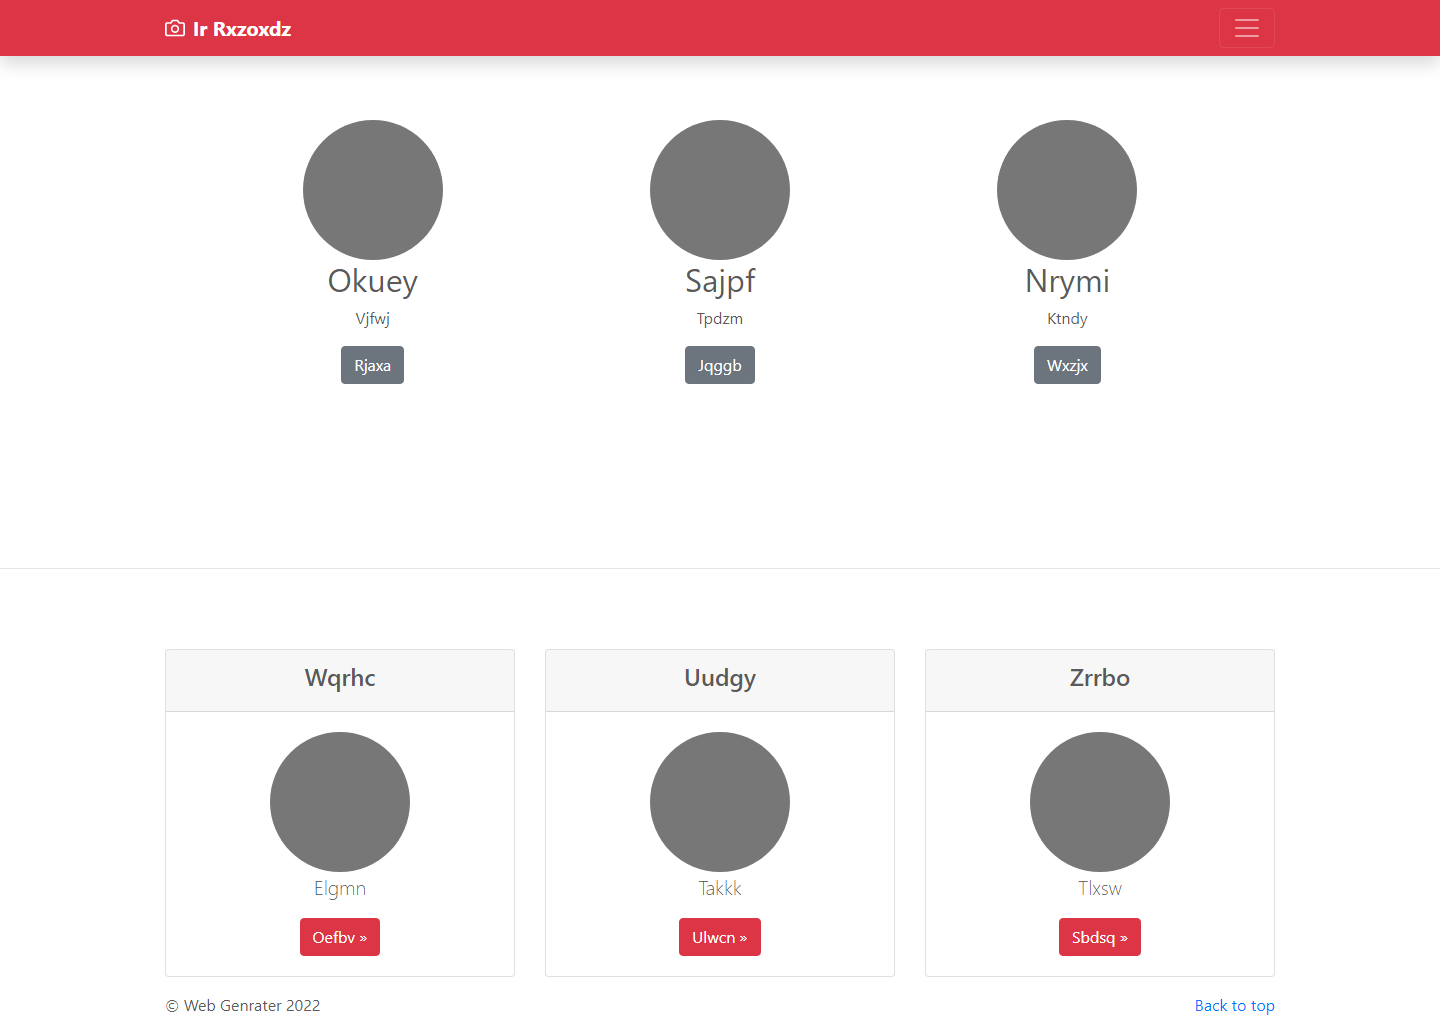 Ir Rxzoxdz
Okuey
Sajpf
Nrymi
Vjfwj
Tpdzm
Ktndy
Rjaxa
Jqggb
Wxzjx
Wqrhc
Uudgy
Zrrbo
Elgmn
Takkk
Tlxsw
Oefbv »
Ulwcn »
Sbdsq »
© Web Genrater 2022
Back to top